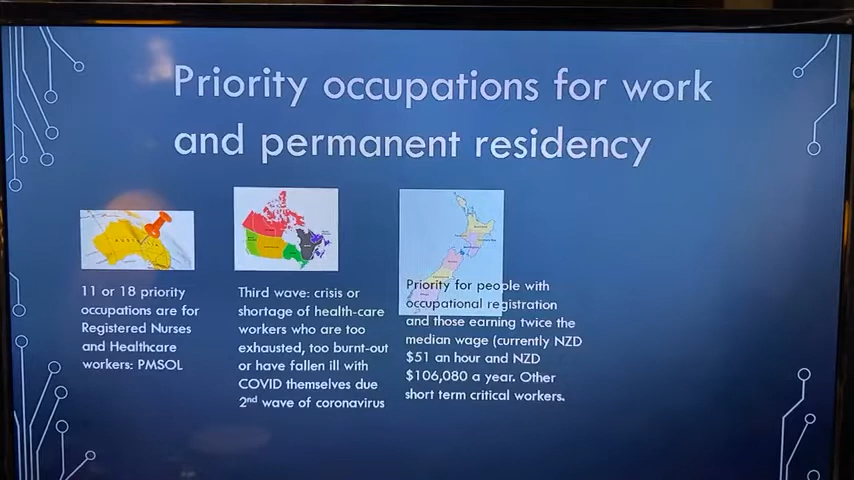 Priority occupations for work
and permanent residency
AUSTRALIA
11 or 18 priority
occupations are for
Registered Nurses
and Healthcare
workers: PMSOL
Third wave: crisis or
shortage of health-care
workers who are too
exhausted, too burnt-out
or have fallen ill with
COVID themselves due
2nd wave of coronavirus
Priority for people with
occupational registration
and those earning twice the
median wage (currently NZD
$51 an hour and NZD
$106,080 a year. Other
short term critical workers.